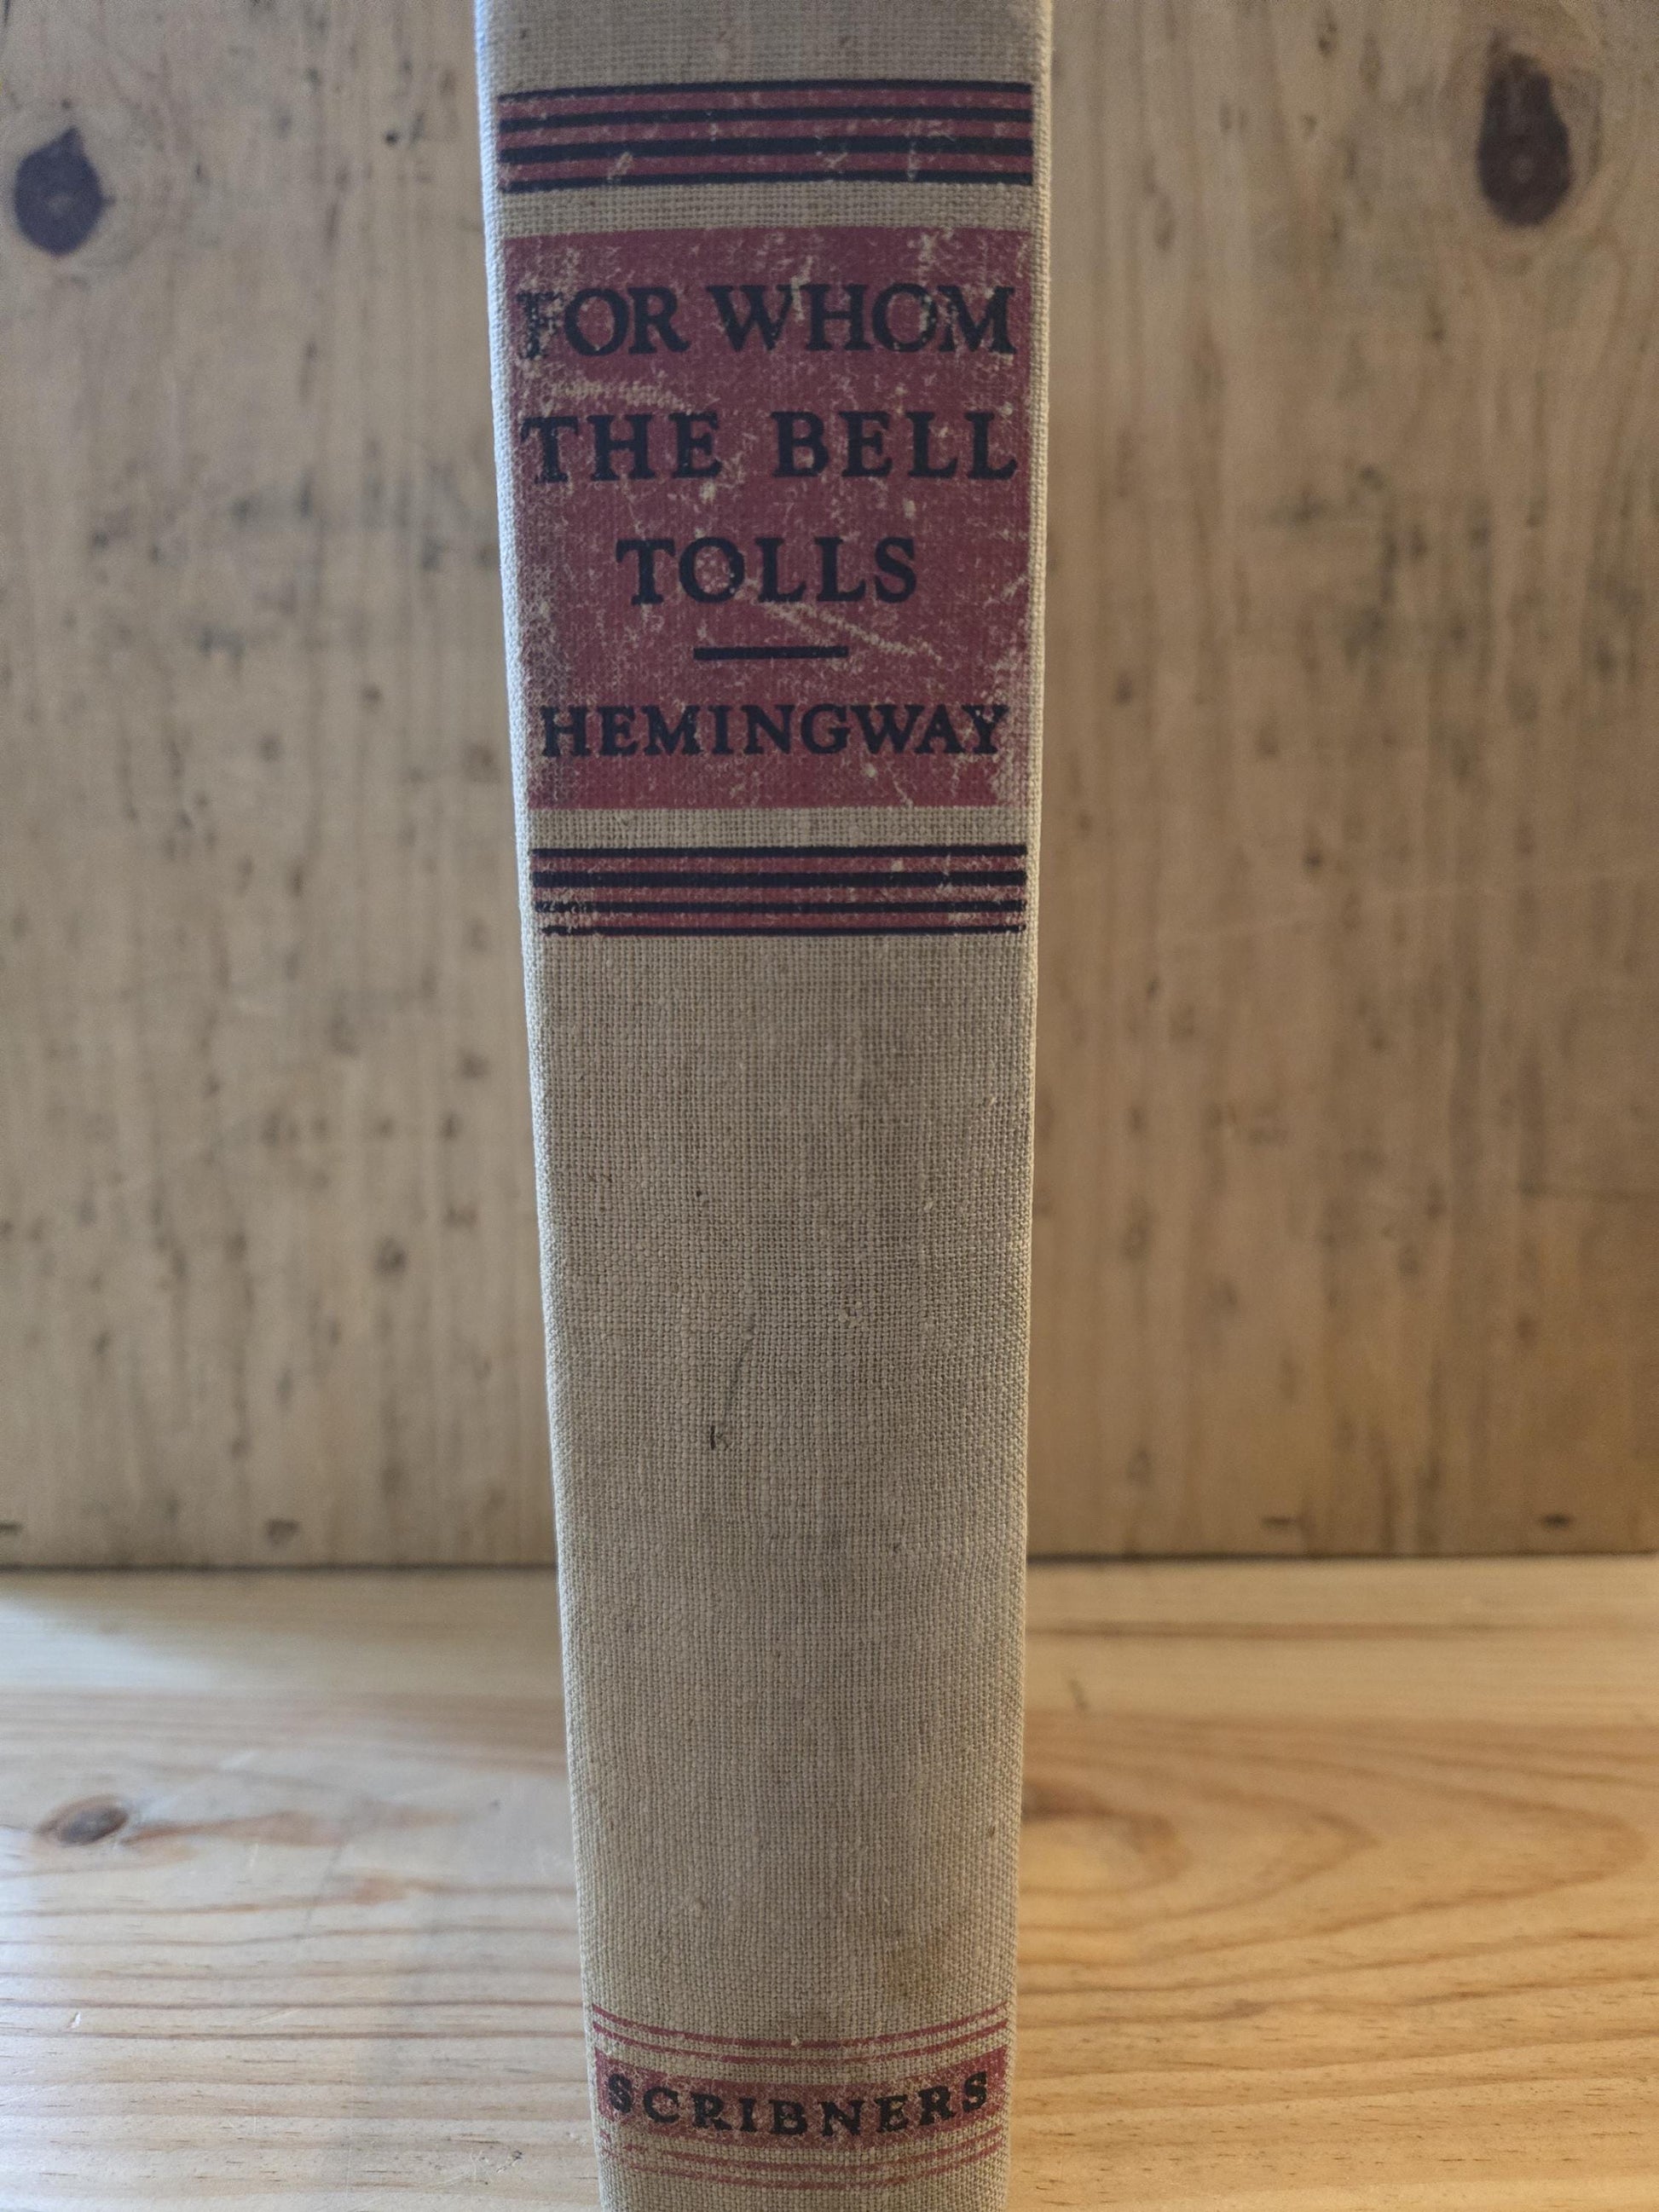 FOR WHOM
THE BELL
TOLLS
HEMINGWAY
SCRIBNERS